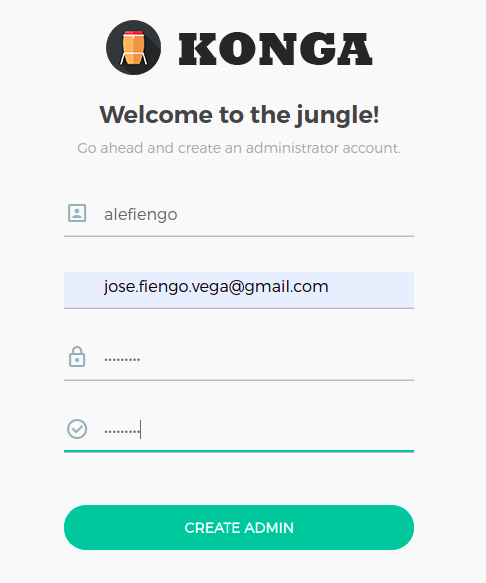 KONGA
Welcome to the jungle!
Go ahead and create an administrator account.
alefiengo
jose.fiengo.vega@gmail.com
•••••••••
•••••••••
CREATE ADMIN